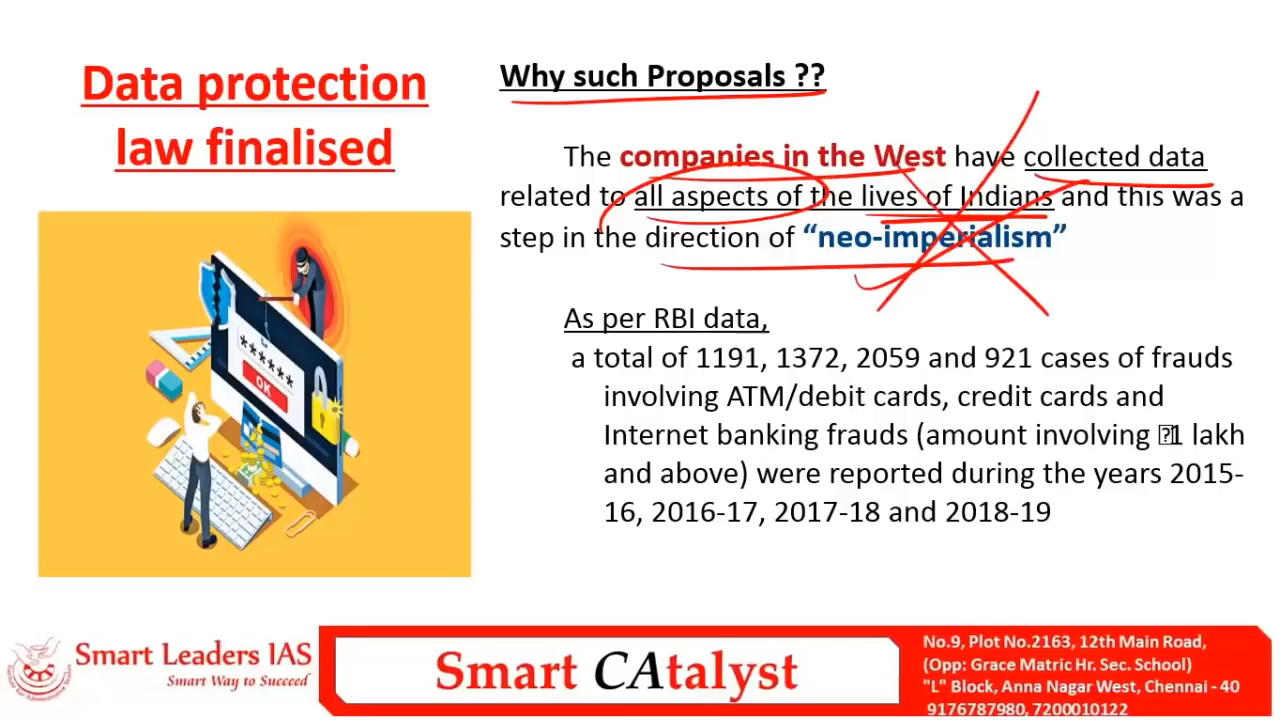 Data protection
law finalised
Why such Proposals ??
The companies in the West have collected data
related to all aspects of the lives of Indians and this was a
step in the direction of “neo-imperialism”
As per RBI data,
a total of 1191, 1372, 2059 and 921 cases of frauds
involving ATM/debit cards, credit cards and
Internet banking frauds (amount involving 1 lakh
and above) were reported during the years 2015-
16, 2016-17, 2017-18 and 2018-19
******
OK
Smart Leaders IAS
Smart Way to Succeed
Smart CAtalyst
No.9, Plot No.2163, 12th Main Road,
(Opp: Grace Matric Hr. Sec. School)
"L" Block, Anna Nagar West, Chennai - 40
9176787980, 7200010122